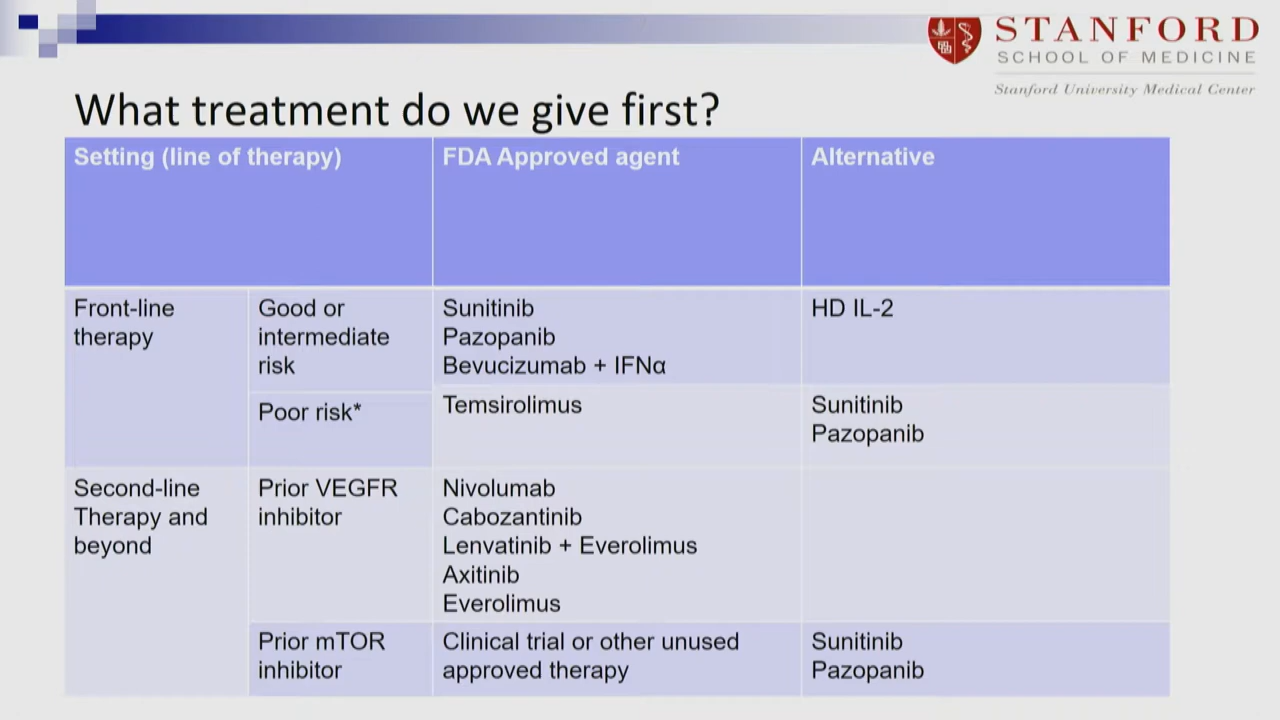 STANFORD
SCHOOL OF MEDICINE
Stanford University Medical Center
What treatment do we give first?
Setting (line of therapy)
FDA Approved agent
Alternative
Front-line
therapy
Good or
intermediate
risk
Sunitinib
Pazopanib
Bevucizumab + IFNα
HD IL-2
Poor risk*
Temsirolimus
Sunitinib
Pazopanib
Second-line
Therapy and
beyond
Prior VEGFR
inhibitor
Nivolumab
Cabozantinib
Lenvatinib + Everolimus
Axitinib
Everolimus
Prior mTOR
inhibitor
Clinical trial or other unused
approved therapy
Sunitinib
Pazopanib